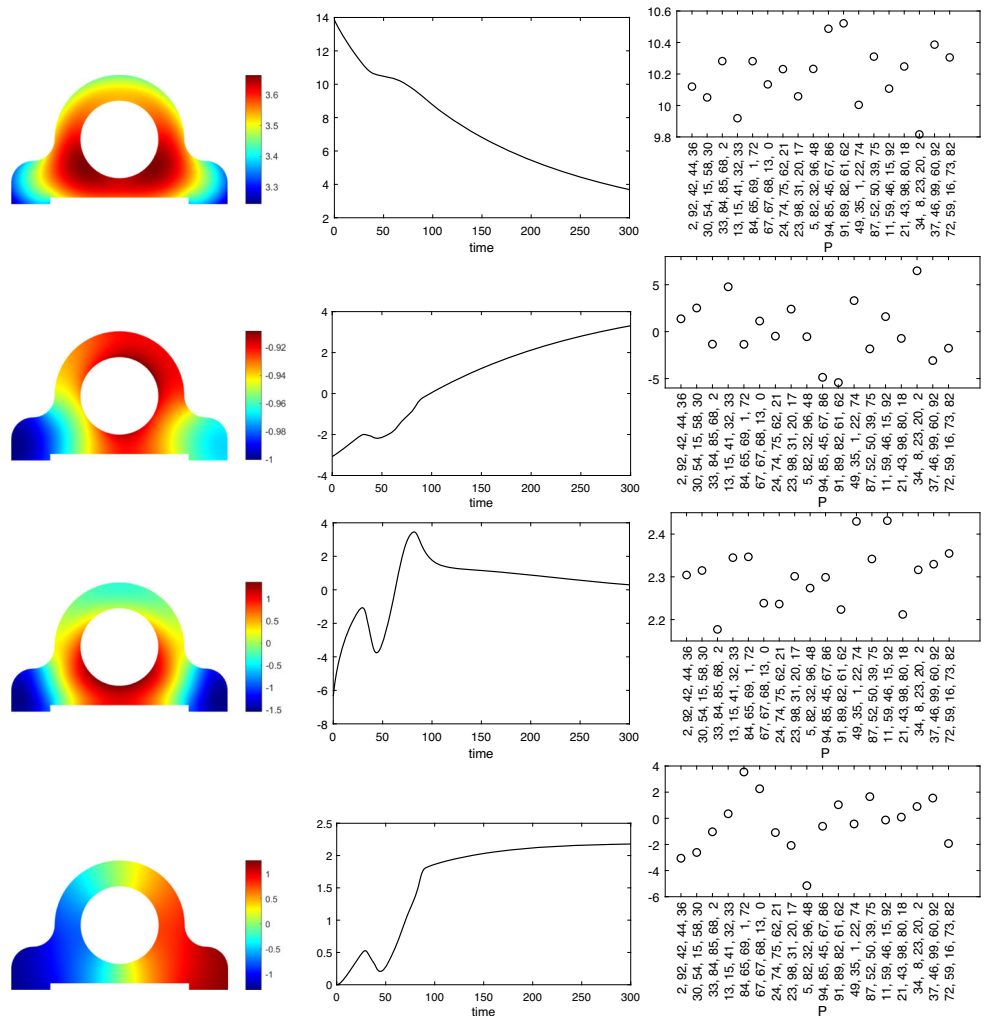 3.6
3.5
3.4
3.3
14
12
10
8
6
4
2
0 50 100 150 200 250 300
time
10.6
10.4
10.2
10
9.8
2, 92, 42, 44, 36
30, 54, 15, 58, 30
33, 84, 85, 68, 2
13, 15, 41, 32, 33
84, 65, 69, 1, 72
67, 67, 68, 13, 0
24, 74, 75, 62, 21
23, 98, 31, 20, 17
5, 82, 32, 96, 48
94, 85, 45, 67, 86
91, 89, 82, 61, 62
49, 35, 1, 22, 74
87, 52, 50, 39, 75
11, 59, 46, 15, 92
21, 43, 98, 80, 18
34, 8, 23, 20, 2
37, 46, 99, 60, 92
72, 59, 16, 73, 82
P
-0.92
-0.94
-0.96
-0.98
-1
4
2
0
-2
-4
0 50 100 150 200 250 300
time
5
0
-5
2, 92, 42, 44, 36
30, 54, 15, 58, 30
33, 84, 85, 68, 2
13, 15, 41, 32, 33
84, 65, 69, 1, 72
67, 67, 68, 13, 0
24, 74, 75, 62, 21
23, 98, 31, 20, 17
5, 82, 32, 96, 48
94, 85, 45, 67, 86
91, 89, 82, 61, 62
49, 35, 1, 22, 74
87, 52, 50, 39, 75
11, 59, 46, 15, 92
21, 43, 98, 80, 18
34, 8, 23, 20, 2
37, 46, 99, 60, 92
72, 59, 16, 73, 82
P
1
0.5
0
-0.5
-1
-1.5
4
2
0
-2
-4
-6
-8
0 50 100 150 200 250 300
time
2.4
2.3
2.2
2, 92, 42, 44, 36
30, 54, 15, 58, 30
33, 84, 85, 68, 2
13, 15, 41, 32, 33
84, 65, 69, 1, 72
67, 67, 68, 13, 0
24, 74, 75, 62, 21
23, 98, 31, 20, 17
5, 82, 32, 96, 48
94, 85, 45, 67, 86
91, 89, 82, 61, 62
49, 35, 1, 22, 74
87, 52, 50, 39, 75
11, 59, 46, 15, 92
21, 43, 98, 80, 18
34, 8, 23, 20, 2
37, 46, 99, 60, 92
72, 59, 16, 73, 82
P
1
0.5
0
-0.5
-1
2.5
2
1.5
1
0.5
0
0 50 100 150 200 250 300
time
4
2
0
-2
-4
-6
2, 92, 42, 44, 36
30, 54, 15, 58, 30
33, 84, 85, 68, 2
13, 15, 41, 32, 33
84, 65, 69, 1, 72
67, 67, 68, 13, 0
24, 74, 75, 62, 21
23, 98, 31, 20, 17
5, 82, 32, 96, 48
94, 85, 45, 67, 86
91, 89, 82, 61, 62
49, 35, 1, 22, 74
87, 52, 50, 39, 75
11, 59, 46, 15, 92
21, 43, 98, 80, 18
34, 8, 23, 20, 2
37, 46, 99, 60, 92
72, 59, 16, 73, 82
P